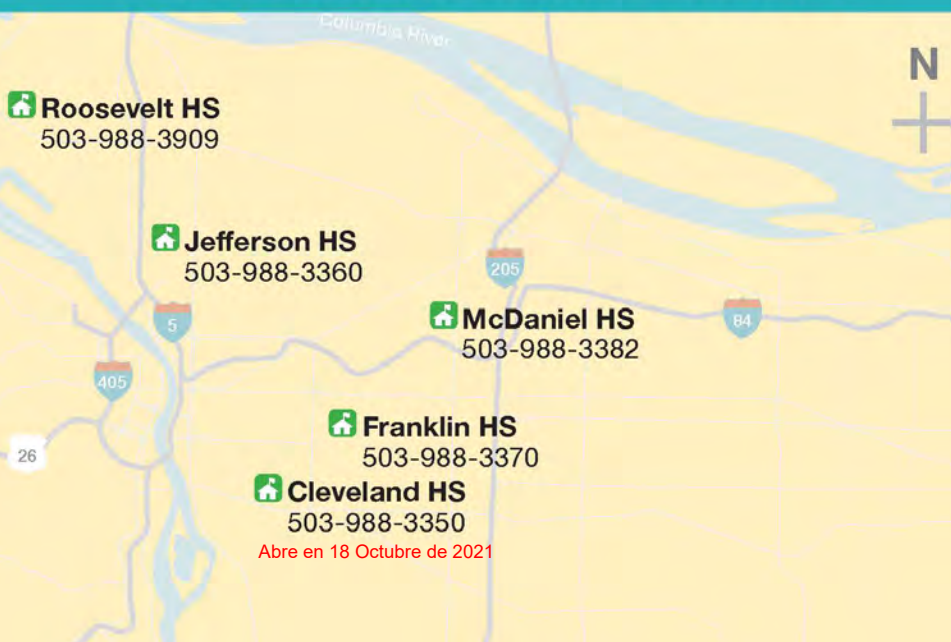 Columbia River
N
Roosevelt HS
503-988-3909
Jefferson HS
503-988-3360
205
McDaniel HS
503-988-3382
84
5
405
Franklin HS
503-988-3370
26
Cleveland HS
503-988-3350
Abre en 18 Octubre de 2021